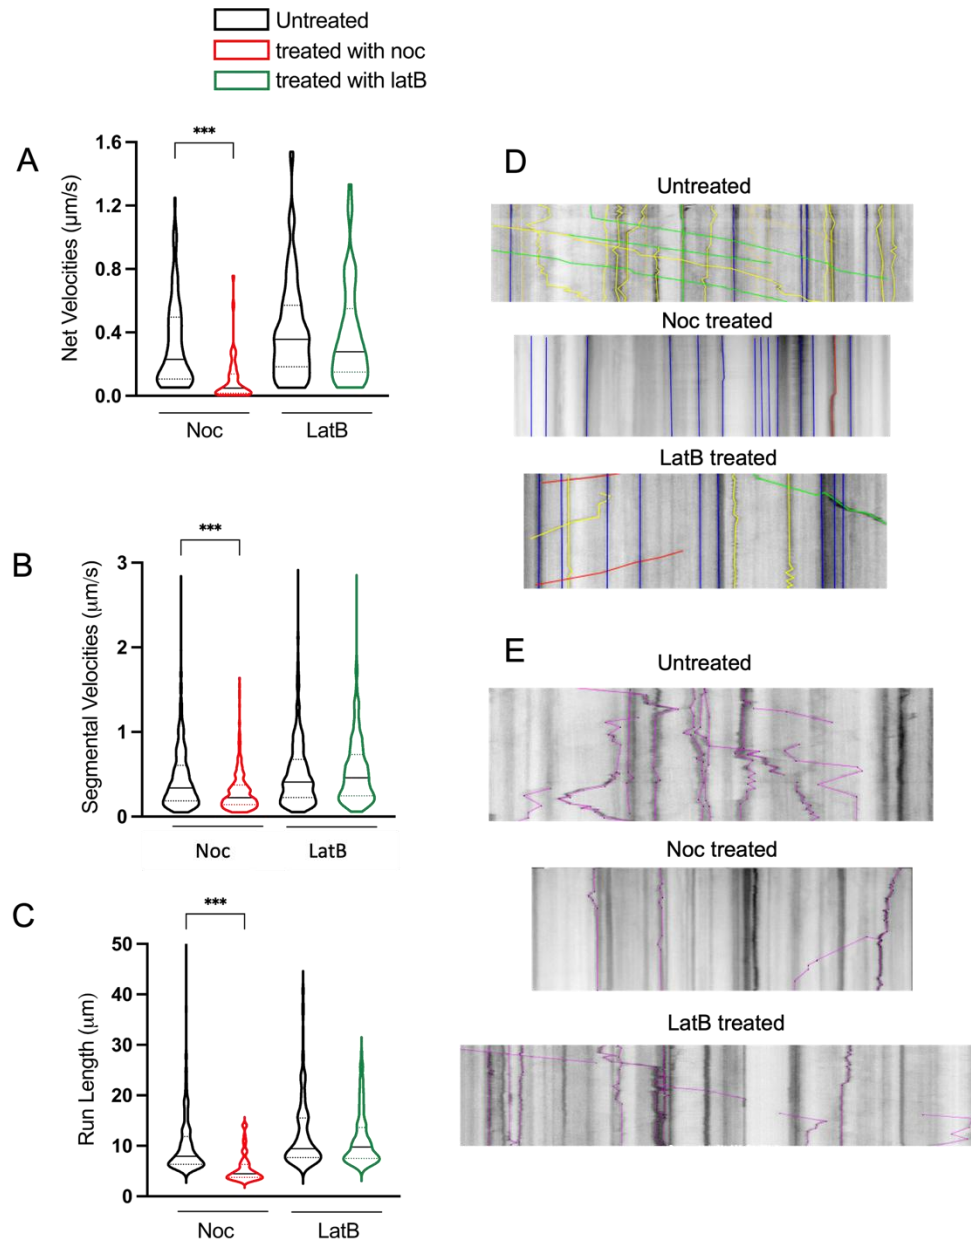 Untreated
treated with noc
treated with latB
A
***
Net Velocities (μm/s)
1.6
1.2
0.8
0.4
0.0
Noc
LatB
B
***
Segmental Velocities (μm/s)
3
2
1
0
Noc
LatB
C
***
Run Length (μm)
50
40
30
20
10
0
Noc
LatB
D
Untreated
Noc treated
LatB treated
E
Untreated
Noc treated
LatB treated